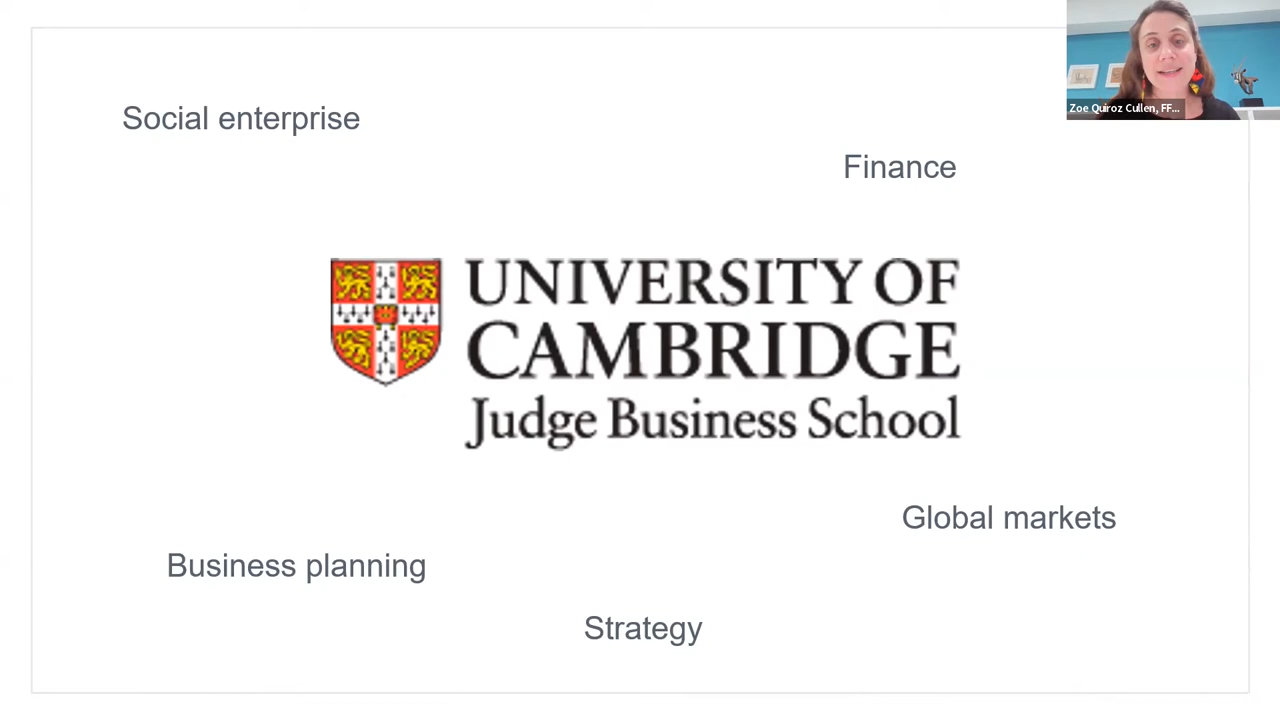 Zoe Quiroz Cullen, FF...
Social enterprise
Finance
UNIVERSITY OF
CAMBRIDGE
Judge Business School
Global markets
Business planning
Strategy